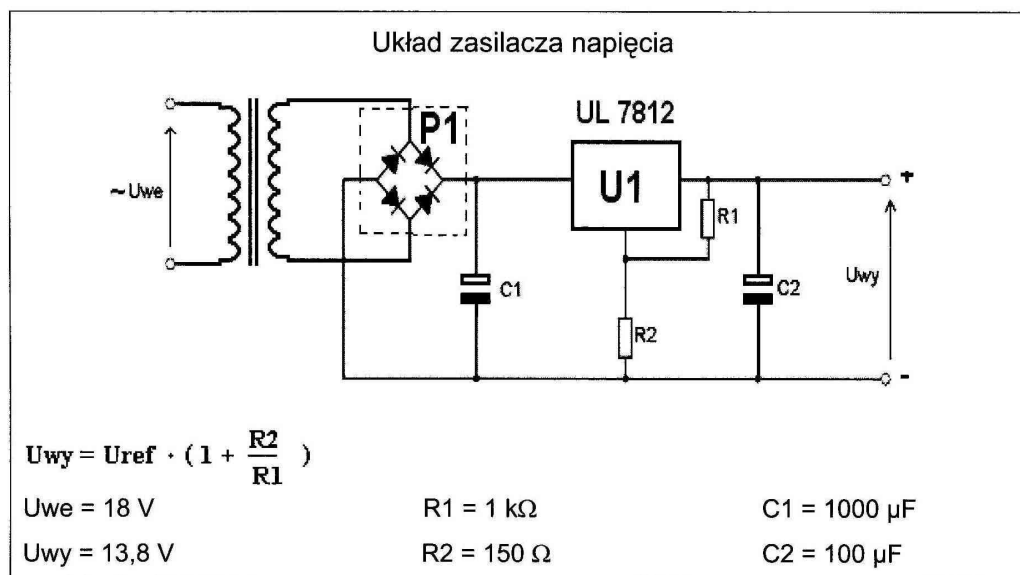 Układ zasilacza napięcia
P1
UL 7812
U1
~Uwe
R1
+
C1
R2
C2
Uwy
-
Uwy = Uref · (1 + R2/R1)
Uwe = 18 V R1 = 1 kΩ C1 = 1000 µF
Uwy = 13,8 V R2 = 150 Ω C2 = 100 µF